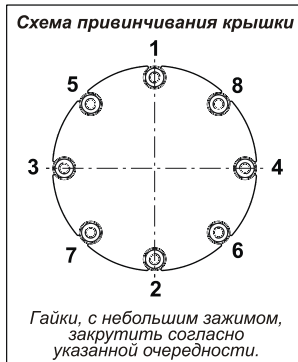 Схема привинчивания крышки
1
5
8
3
4
7
6
2
Гайки, с небольшим зажимом,
закрутить согласно
указанной очередности.